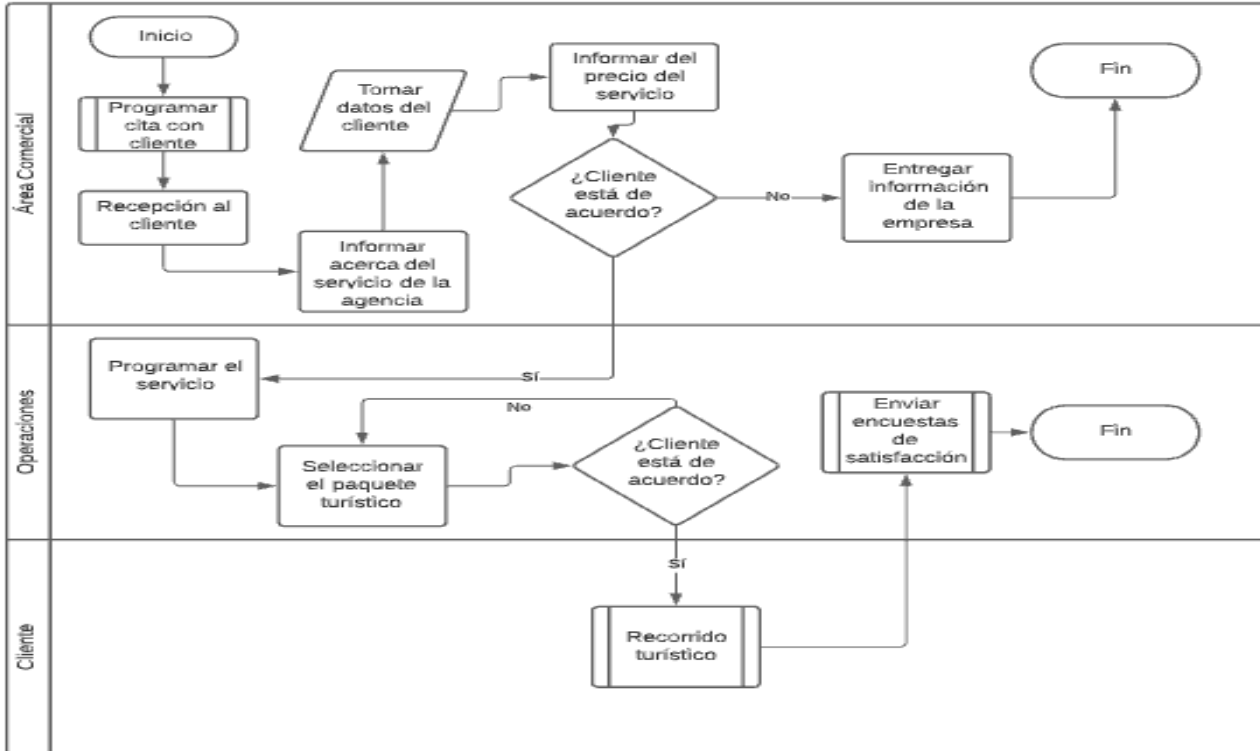 Área Comercial
Inicio
Programar
cita con
cliente
Recepción al
cliente
Informar
acerca del
servicio de la
agencia
Tomar
datos del
cliente
Informar del
precio del
servicio
¿Cliente
está de
acuerdo?
No
Entregar
información
de la
empresa
Fin
Operaciones
Sí
Programar el
servicio
Seleccionar
el paquete
turístico
No
¿Cliente
está de
acuerdo?
Enviar
encuestas
de
satisfacción
Fin
Cliente
Sí
Recorrido
turístico